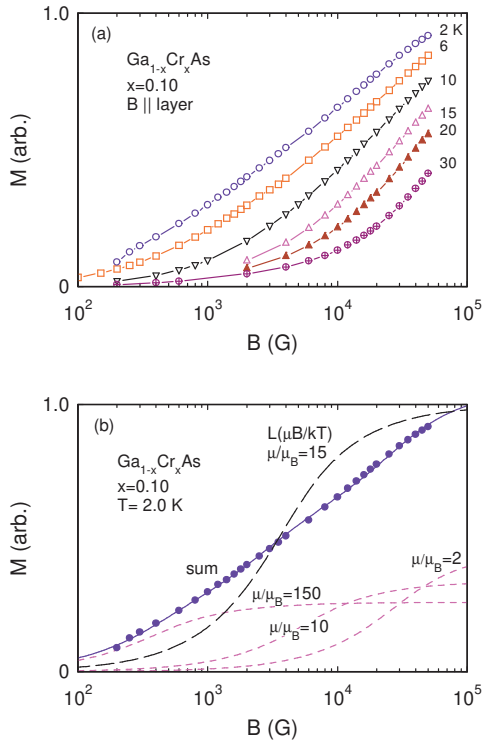 (a)
Ga1-xCrxAs
x=0.10
B || layer
2 K
6
10
15
20
30
M (arb.)
1.0
0
10^2
10^3
10^4
10^5
B (G)
(b)
Ga1-xCrxAs
x=0.10
T= 2.0 K
L(μB/kT)
μ/μB=15
sum
μ/μB=2
μ/μB=150
μ/μB=10
M (arb.)
1.0
0
10^2
10^3
10^4
10^5
B (G)